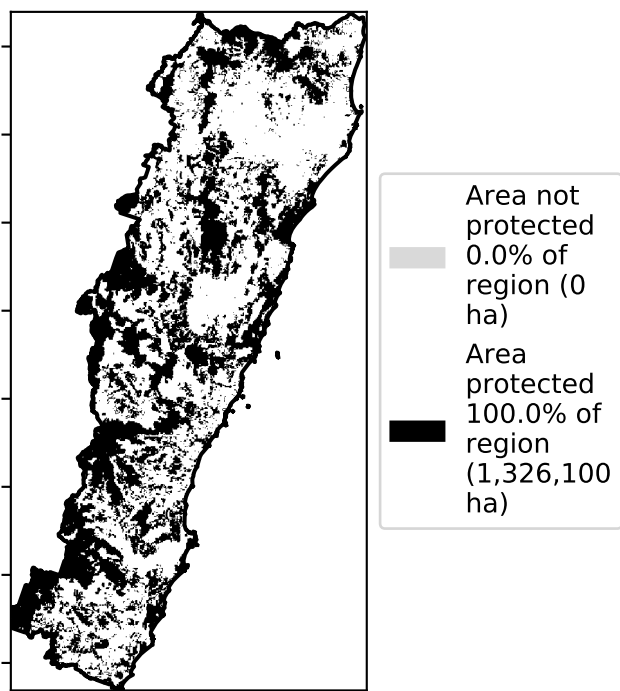 Area not
protected
0.0% of
region (0
ha)
Area
protected
100.0% of
region
(1,326,100
ha)